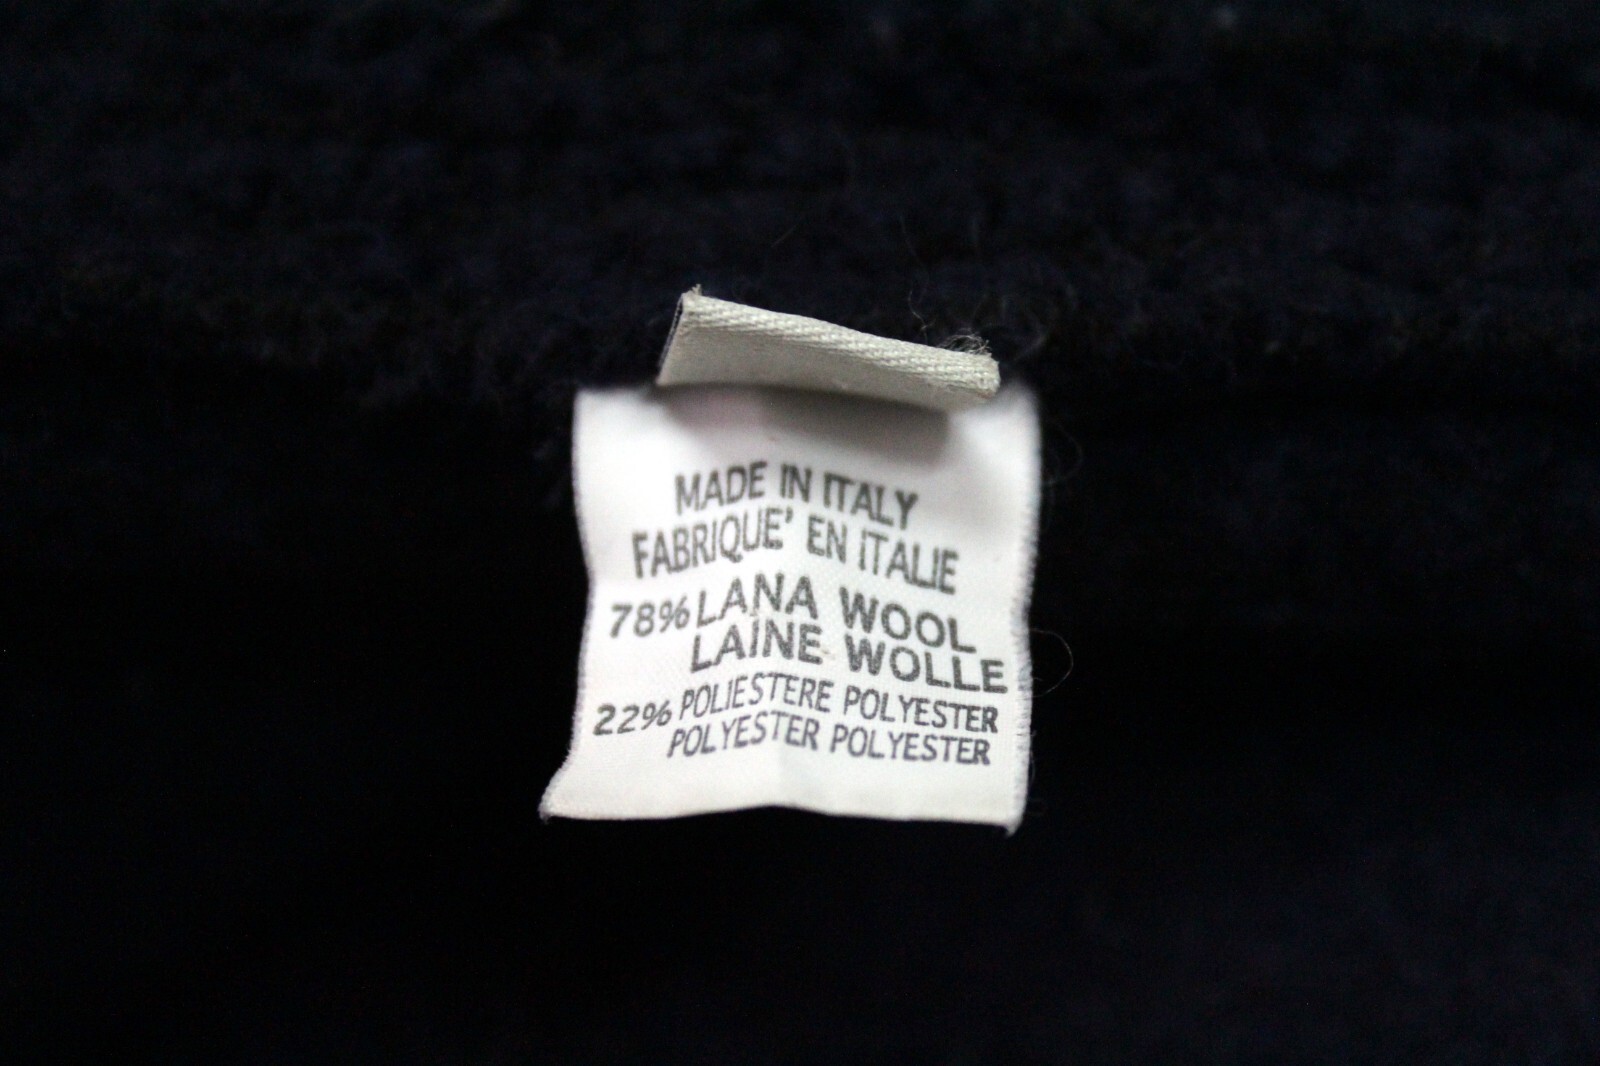 MADE IN ITALY
FABRIQUE' EN ITALIE
78% LANA WOOL
LAINE WOLLE
22% POLIESTERE POLYESTER
POLYESTER POLYESTER